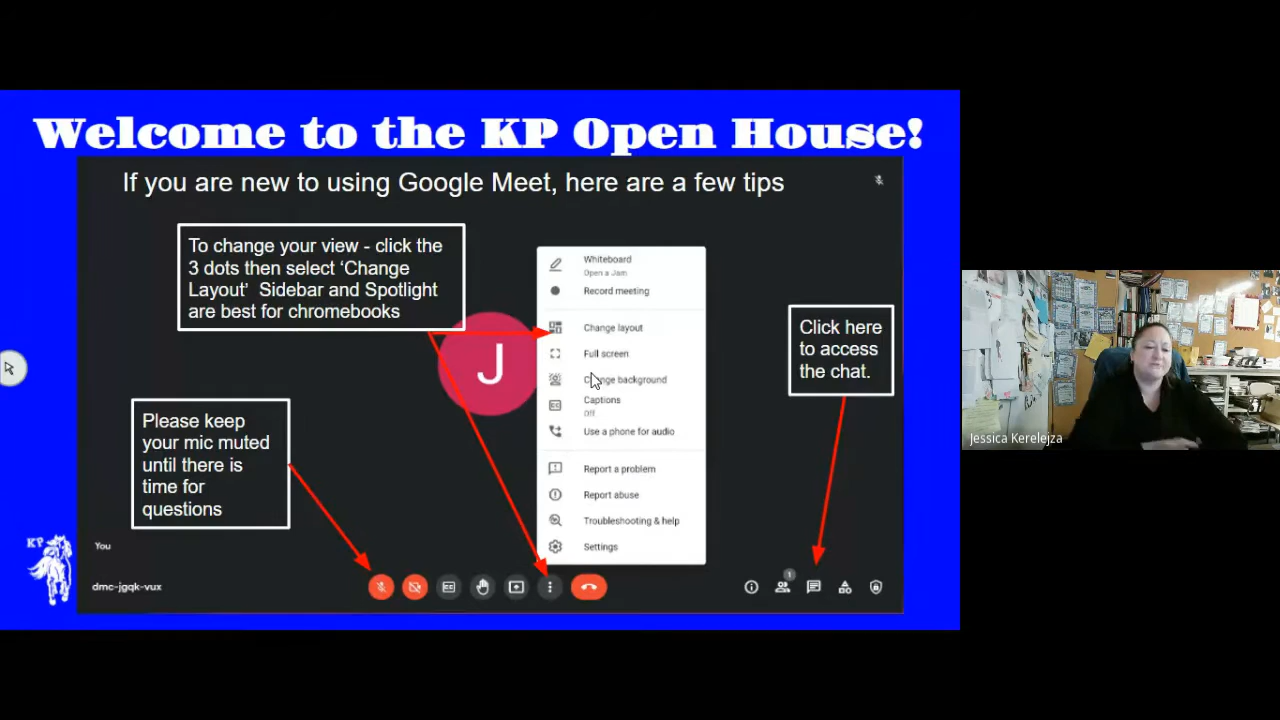 Welcome to the KP Open House!
If you are new to using Google Meet, here are a few tips
To change your view - click the
3 dots then select ‘Change
Layout’ Sidebar and Spotlight
are best for chromebooks
Whiteboard
Open a Jam
Record meeting
Change layout
Full screen
Change background
Captions
Off
Use a phone for audio
Report a problem
Report abuse
Troubleshooting & help
Settings
J
Click here
to access
the chat.
Please keep
your mic muted
until there is
time for
questions
KP
You
dmc-jgqk-vux
1
Jessica Kerelejza